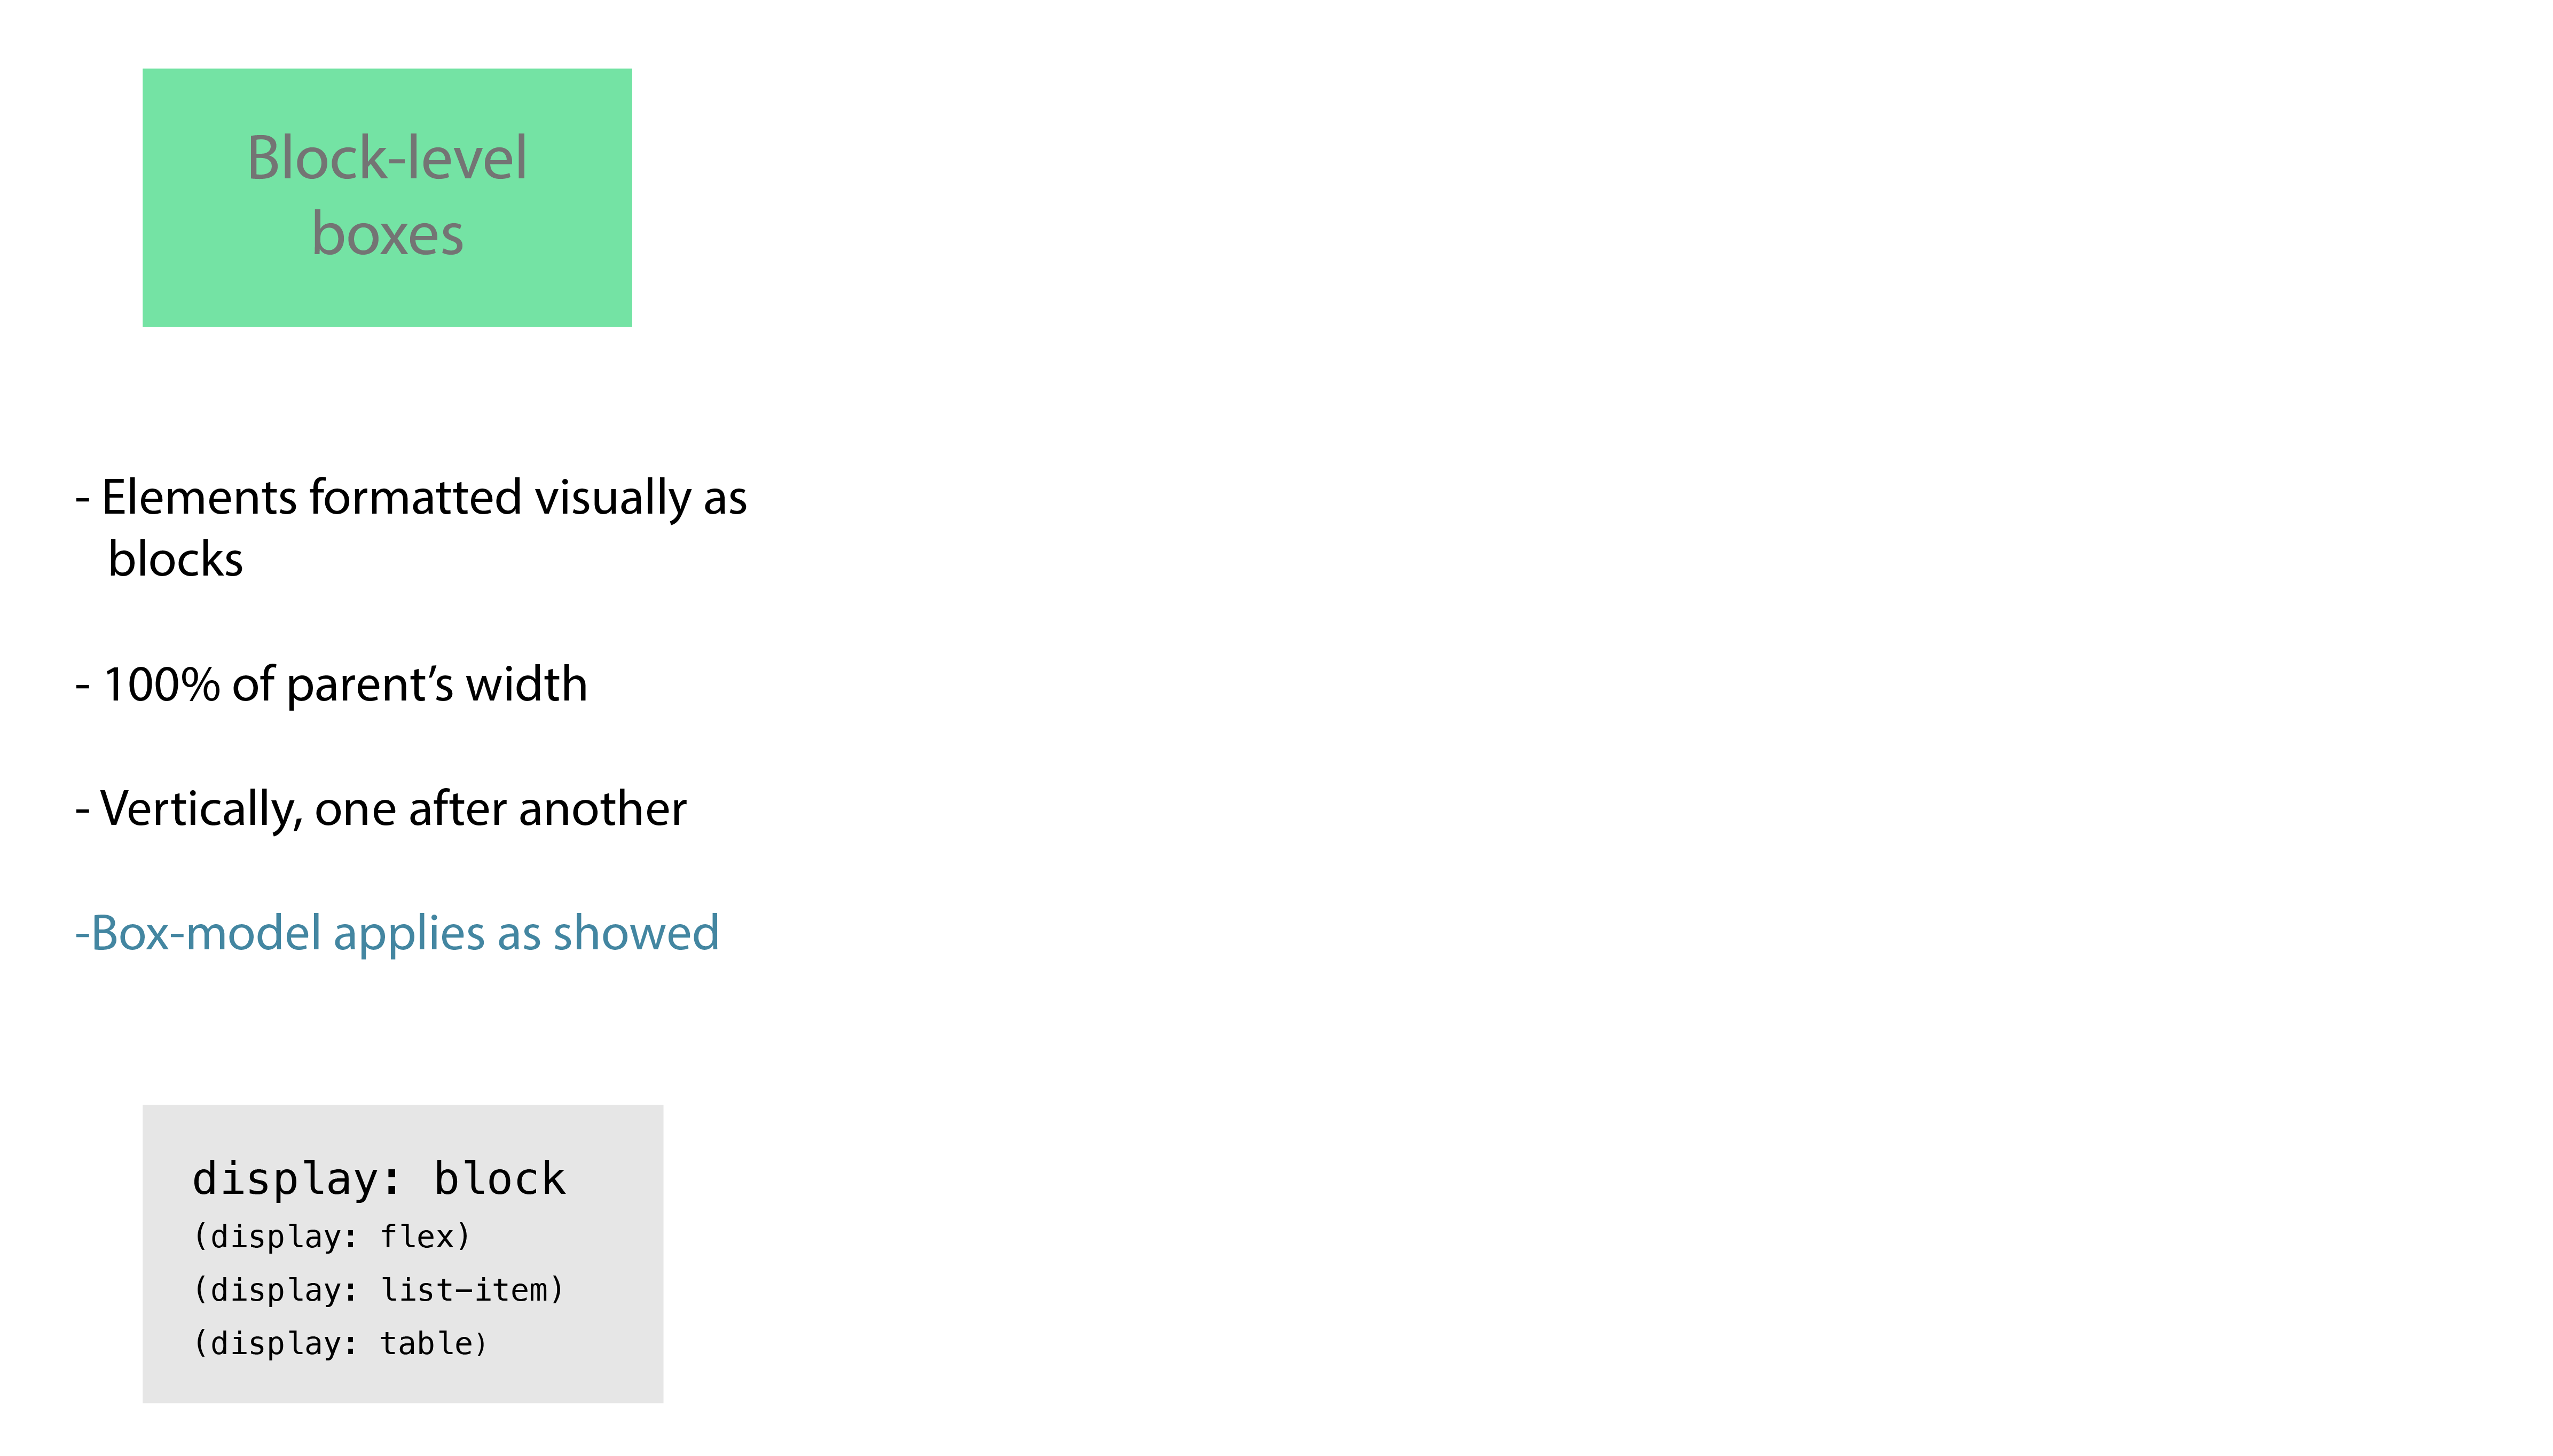 Block-level
boxes
- Elements formatted visually as
blocks
- 100% of parent’s width
- Vertically, one after another
-Box-model applies as showed
display: block
(display: flex)
(display: list-item)
(display: table)